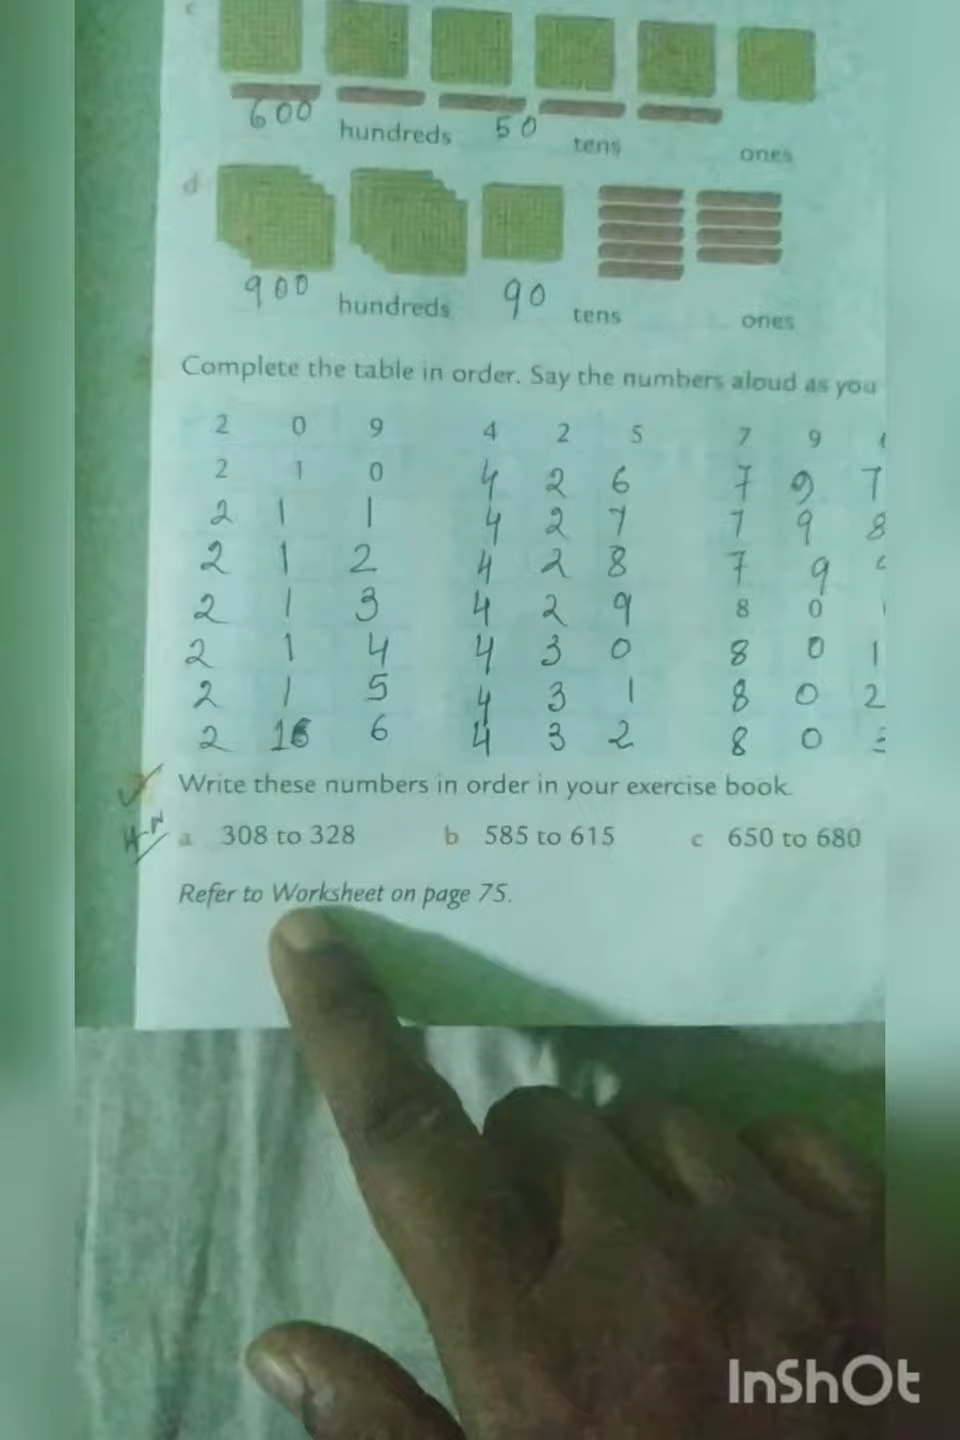 c
600 hundreds 50 tens ones
d
900 hundreds 90 tens ones
Complete the table in order. Say the numbers aloud as you
2 0 9 4 2 5 7 9
2 1 0 4 2 6 7 9 7
2 1 1 4 2 7 7 9 8
2 1 2 4 2 8 7 9
2 1 3 4 2 9 8 0
2 1 4 4 3 0 8 0 1
2 1 5 4 3 1 8 0 2
2 1 6 4 3 2 8 0 3
Write these numbers in order in your exercise book.
H-W a 308 to 328 b 585 to 615 c 650 to 680
Refer to Worksheet on page 75.
InShOt